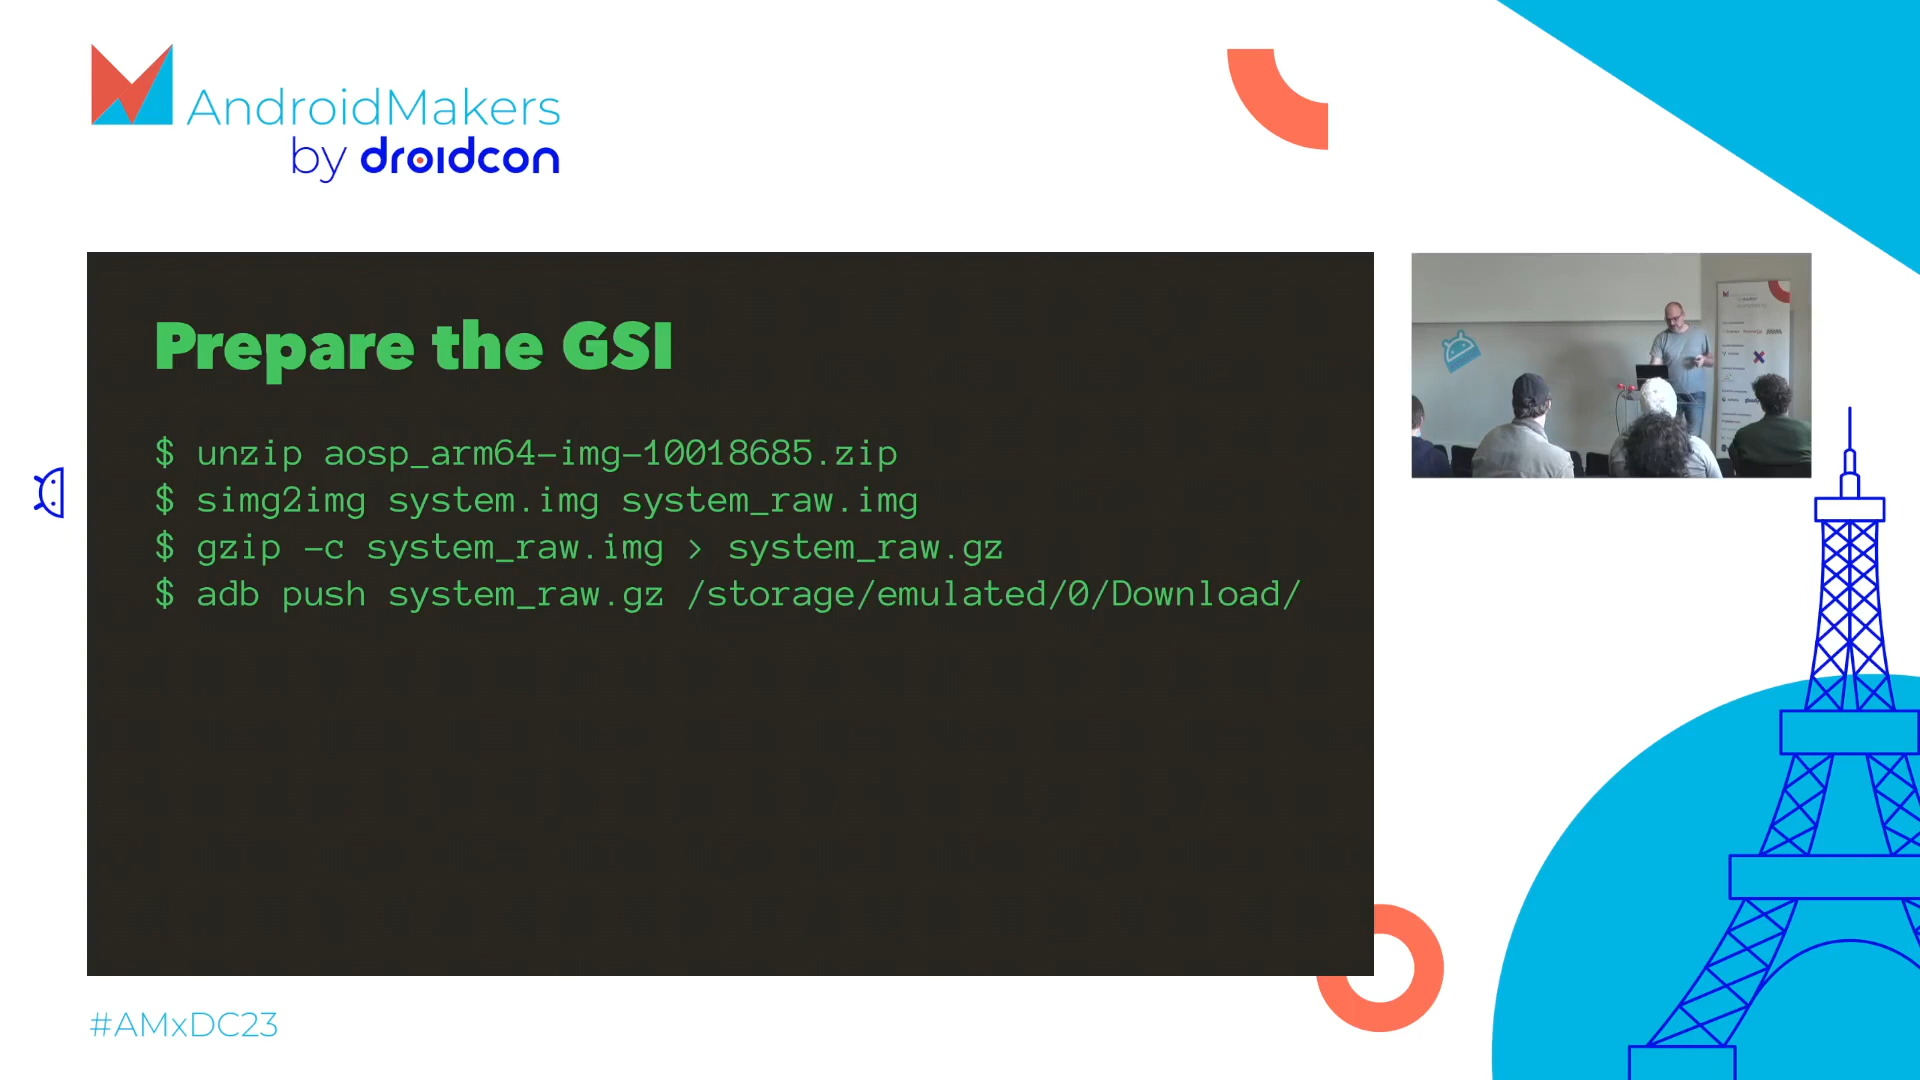 AndroidMakers
by droidcon
Prepare the GSI
$ unzip aosp_arm64-img-10018685.zip
$ simg2img system.img system_raw.img
$ gzip -c system_raw.img > system_raw.gz
$ adb push system_raw.gz /storage/emulated/0/Download/
#AMxDC23